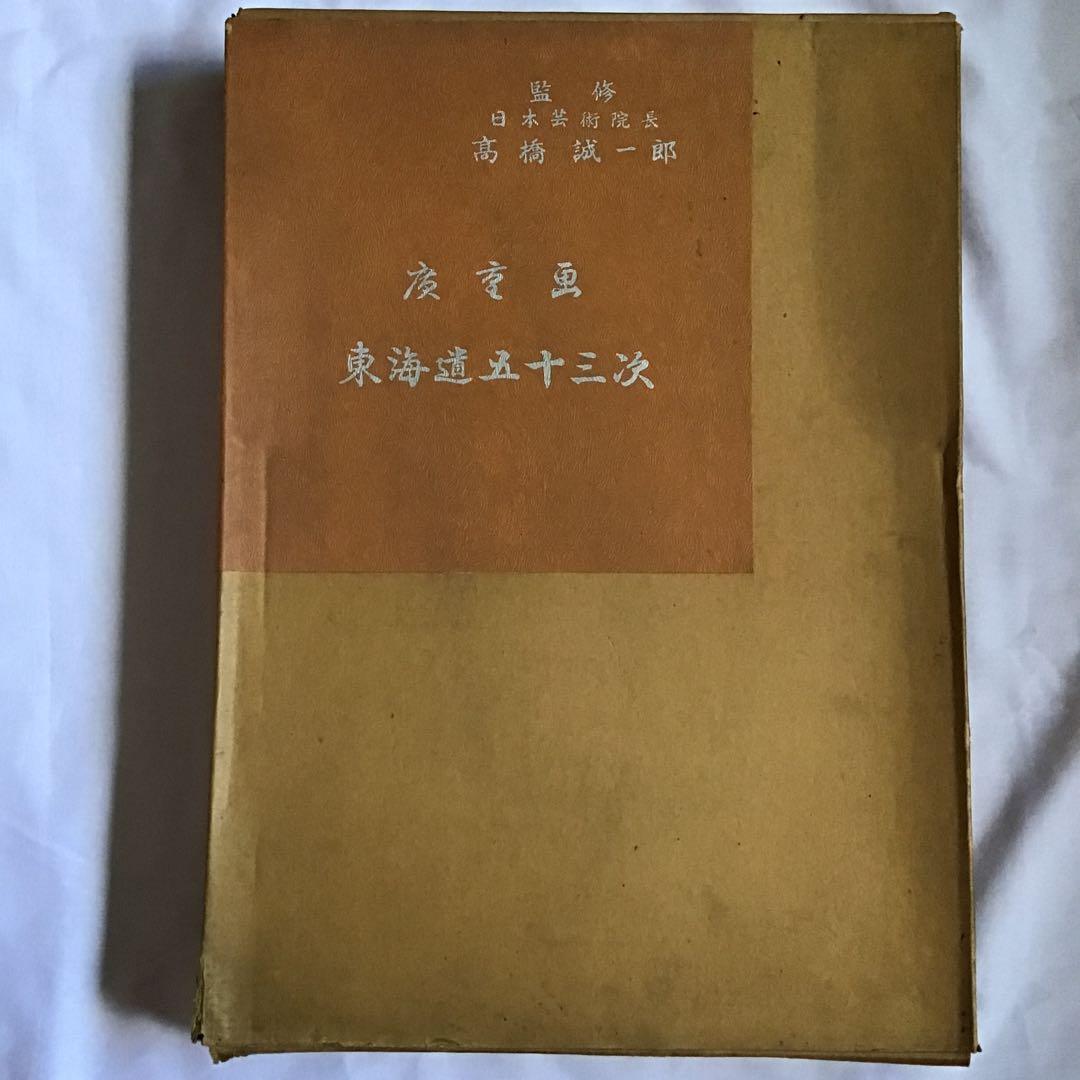 監修
日本芸術院長
髙橋誠一郎
廣重画
東海道五十三次